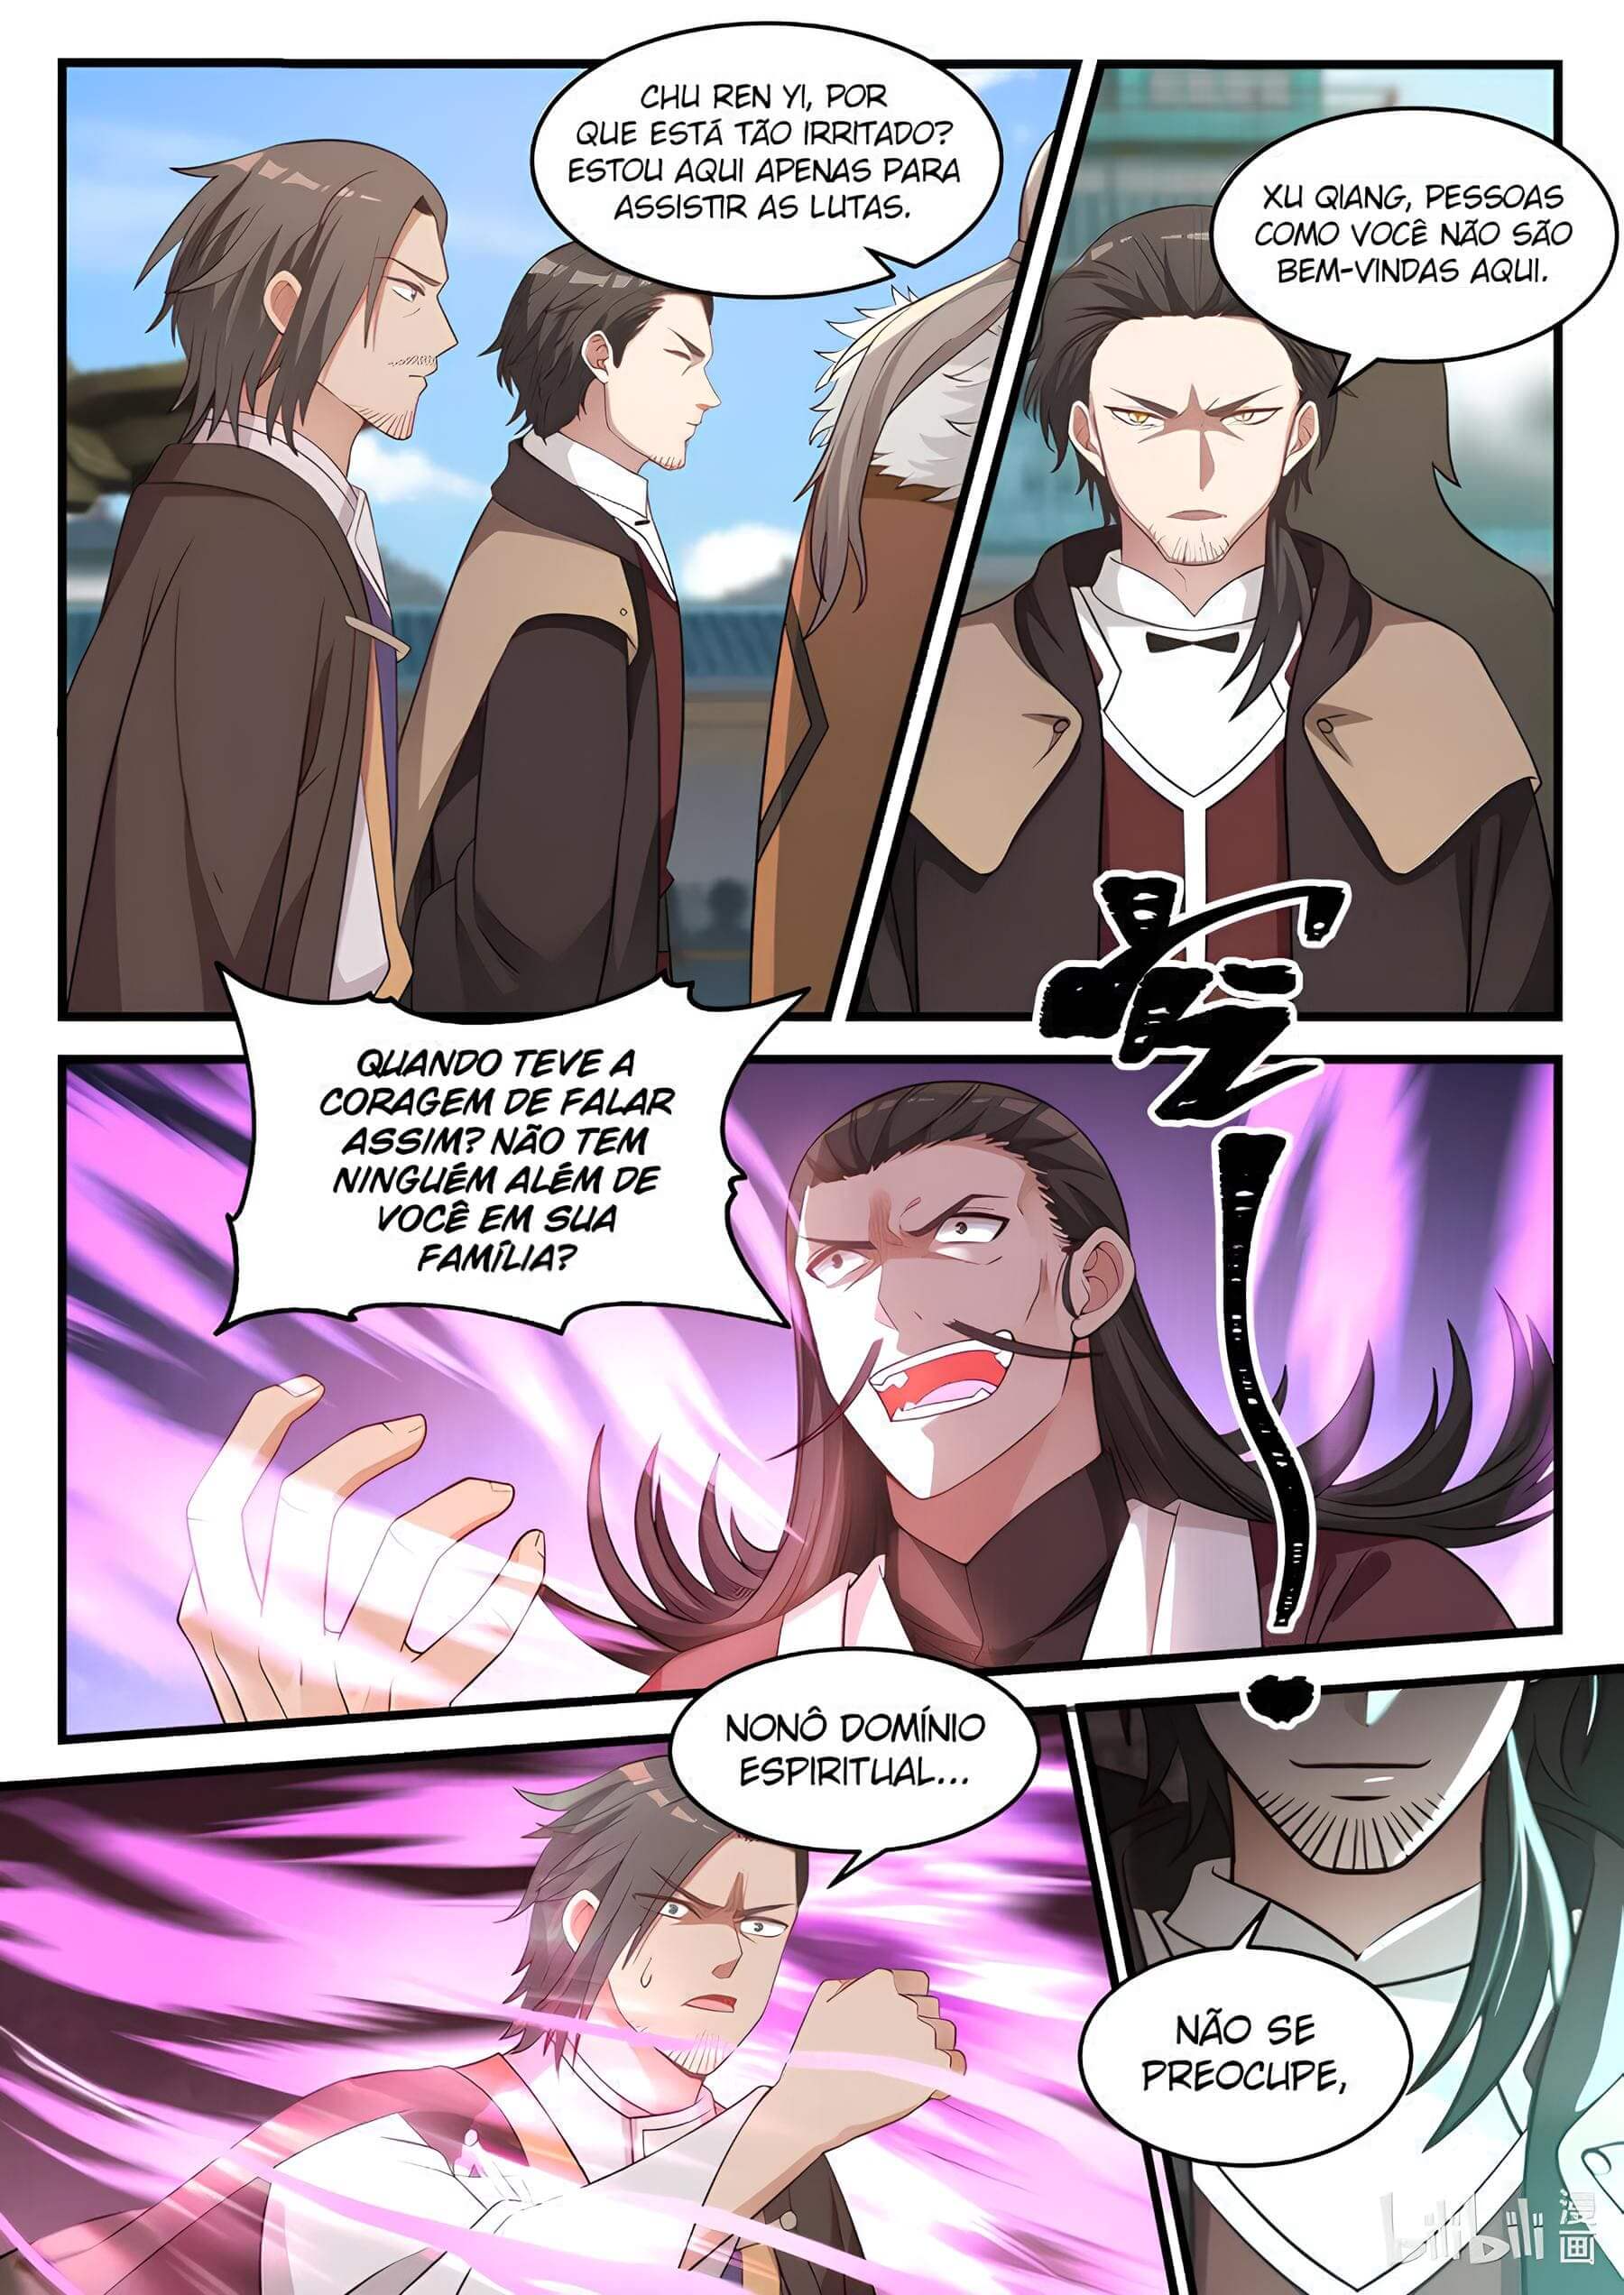 CHU REN YI, POR
QUE ESTÁ TÃO IRRITADO?
ESTOU AQUI APENAS PARA
ASSISTIR AS LUTAS.
XU QIANG, PESSOAS
COMO VOCÊ NÃO SÃO
BEM-VINDAS AQUI.
QUANDO TEVE A
CORAGEM DE FALAR
ASSIM? NÃO TEM
NINGUÉM ALÉM DE
VOCÊ EM SUA
FAMÍLIA?
NONÔ DOMÍNIO
ESPIRITUAL...
NÃO SE
PREOCUPE,
bilibili 漫画